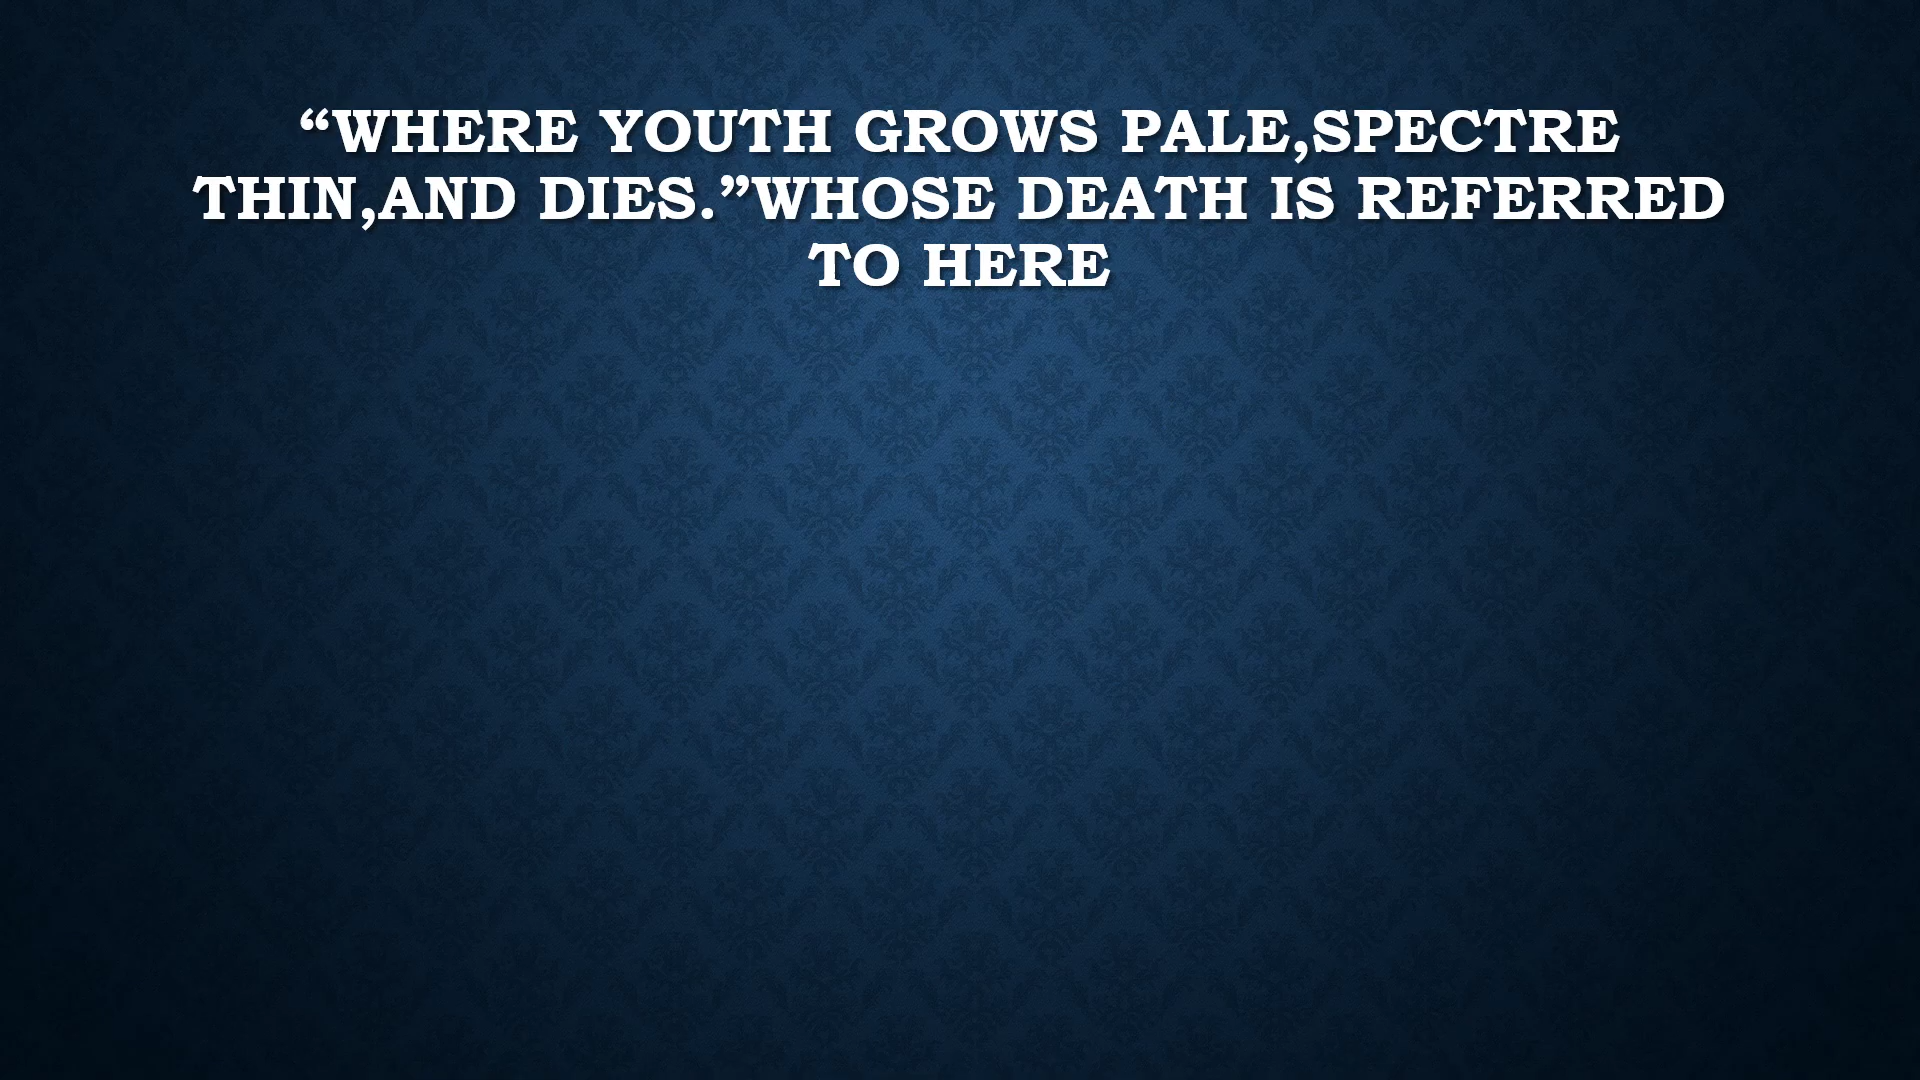 “WHERE YOUTH GROWS PALE,SPECTRE
THIN,AND DIES.”WHOSE DEATH IS REFERRED
TO HERE